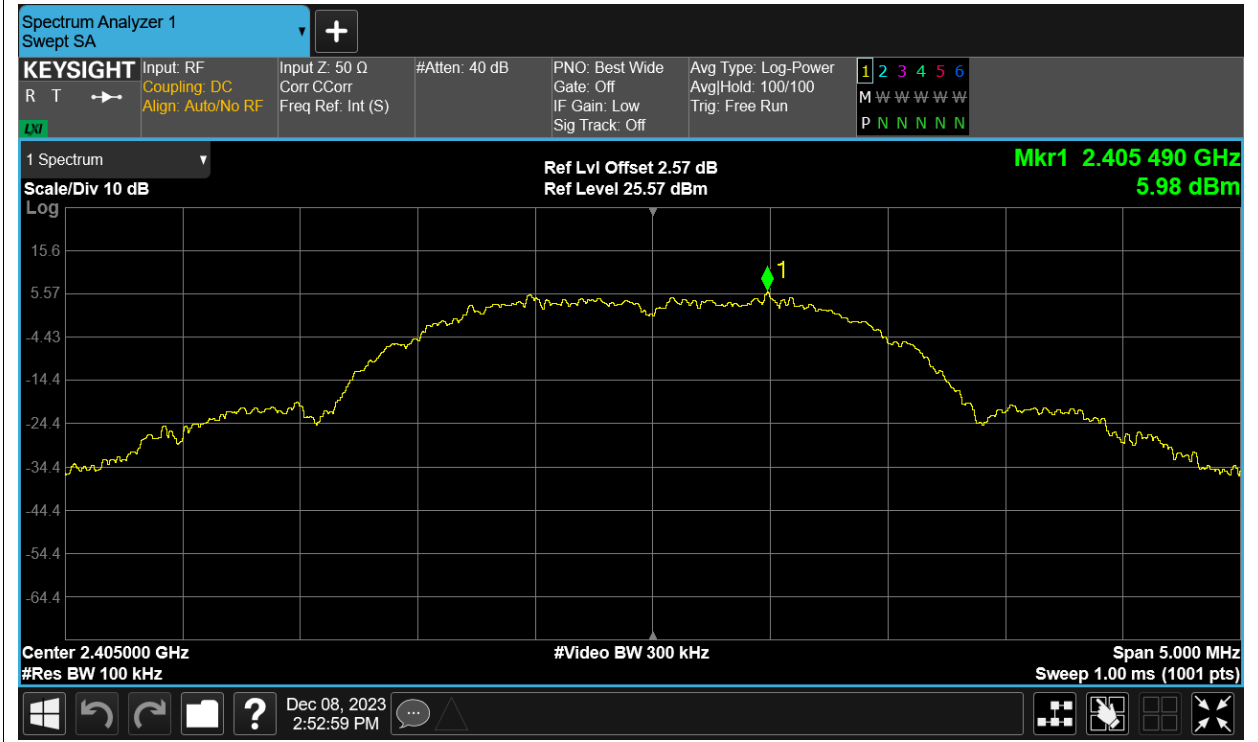 Spectrum Analyzer 1
Swept SA
+
KEYSIGHT
R T
LXI
Input: RF
Coupling: DC
Align: Auto/No RF
Input Z: 50 Ω
Corr CCorr
Freq Ref: Int (S)
#Atten: 40 dB
PNO: Best Wide
Gate: Off
IF Gain: Low
Sig Track: Off
Avg Type: Log-Power
Avg|Hold: 100/100
Trig: Free Run
1 2 3 4 5 6
M W W W W W
P N N N N N
1 Spectrum
Scale/Div 10 dB
Log
Ref Lvl Offset 2.57 dB
Ref Level 25.57 dBm
Mkr1 2.405 490 GHz
5.98 dBm
1
15.6
5.57
-4.43
-14.4
-24.4
-34.4
-44.4
-54.4
-64.4
Center 2.405000 GHz
#Video BW 300 kHz
Span 5.000 MHz
#Res BW 100 kHz
Sweep 1.00 ms (1001 pts)
?
Dec 08, 2023
2:52:59 PM